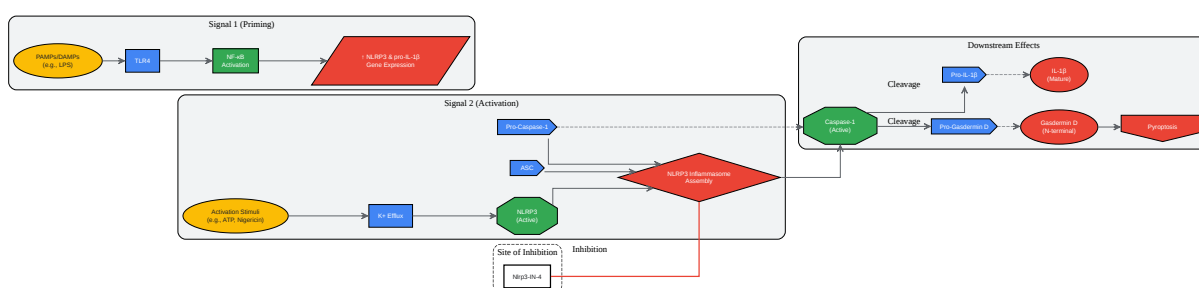 Signal 1 (Priming)
PAMPs/DAMPs
(e.g., LPS)
TLR4
NF-κB
Activation
↑ NLRP3 & pro-IL-1β
Gene Expression
Signal 2 (Activation)
Pro-Caspase-1
ASC
NLRP3 Inflammasome
Assembly
Activation Stimuli
(e.g., ATP, Nigericin)
K+ Efflux
NLRP3
(Active)
Downstream Effects
Caspase-1
(Active)
Cleavage
Cleavage
Pro-IL-1β
IL-1β
(Mature)
Pro-Gasdermin D
Gasdermin D
(N-terminal)
Pyroptosis
Site of Inhibition
Inhibition
Nlrp3-IN-4